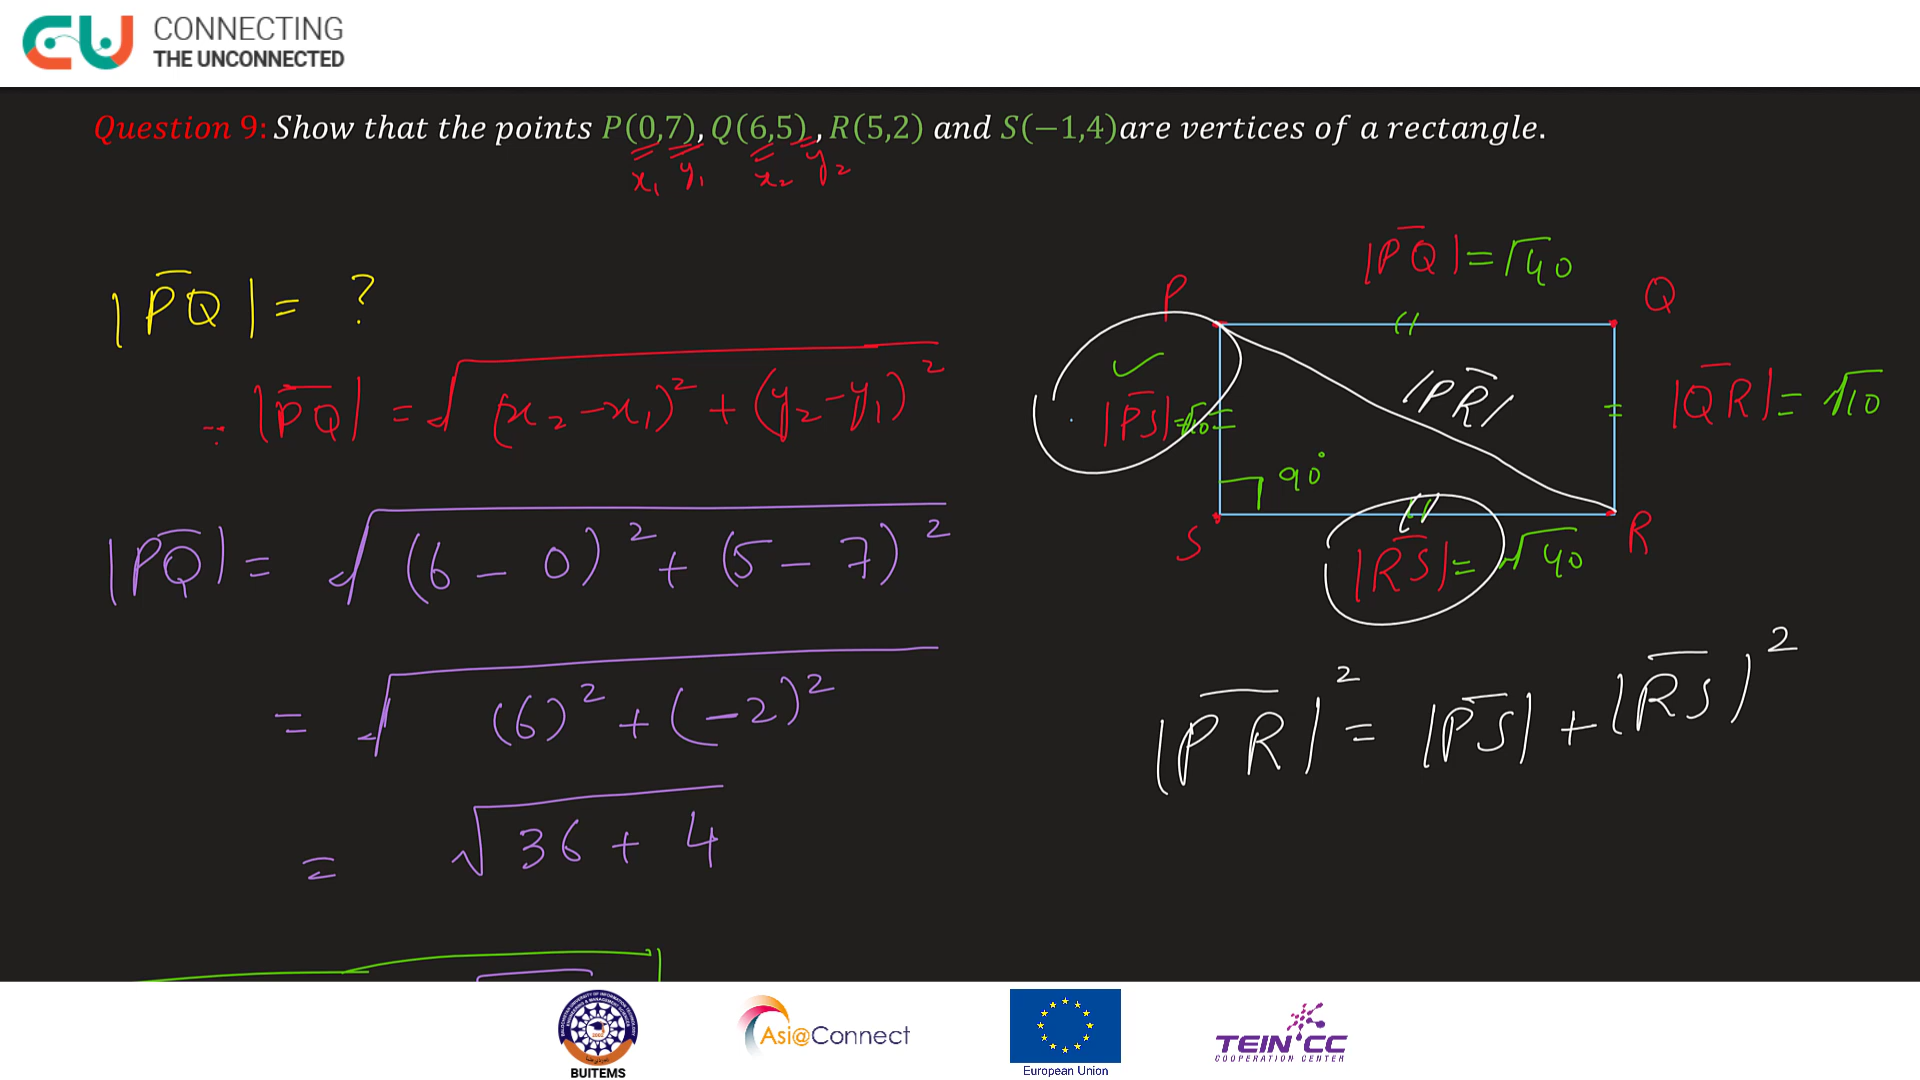 CONNECTING
THE UNCONNECTED
Question 9: Show that the points P(0,7), Q(6,5), R(5,2) and S(−1,4)are vertices of a rectangle.
x₁ y₁ x₂ y₂
|PQ| = ?
∵ |PQ| = √(x₂−x₁)² + (y₂−y₁)²
|PQ| = √(6 − 0)² + (5 − 7)²
= √(6)² + (−2)²
= √36 + 4
|PQ| = √40
P
Q
|PS| = √10
|PR|
|QR| = √10
90°
S
R
|RS| = √40
|PR|² = |PS| + |RS|²
BUITEMS
Asi@Connect
European Union
TEIN*CC
COOPERATION CENTER